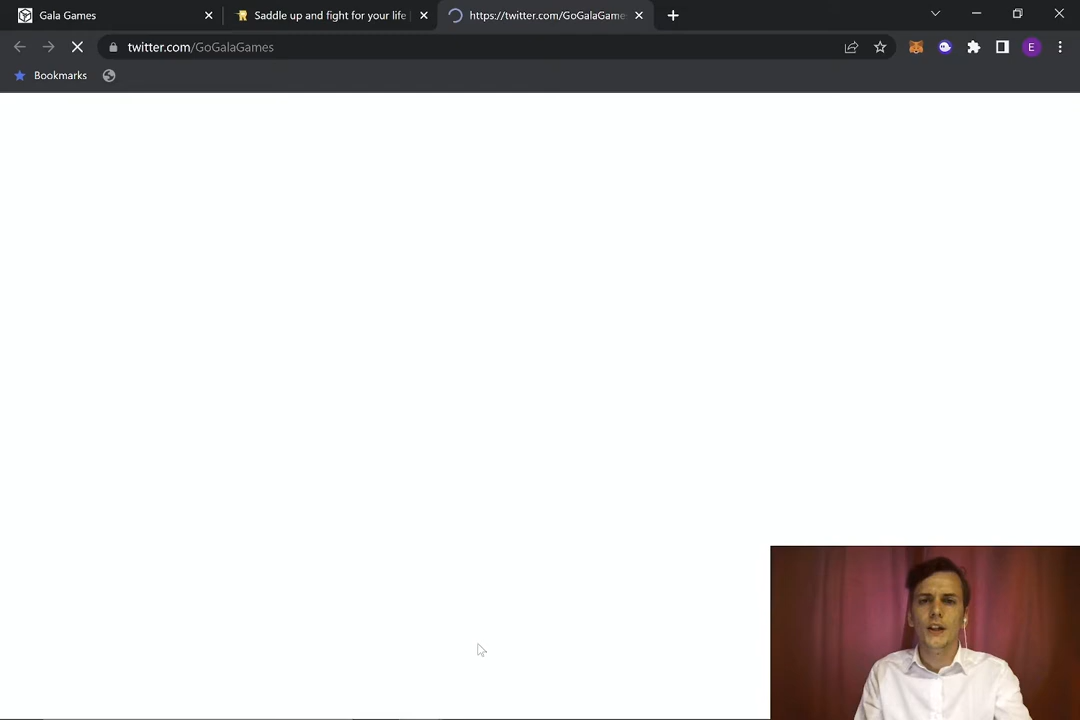 Gala Games
Saddle up and fight for your life
https://twitter.com/GoGalaGame
twitter.com/GoGalaGames
E
Bookmarks